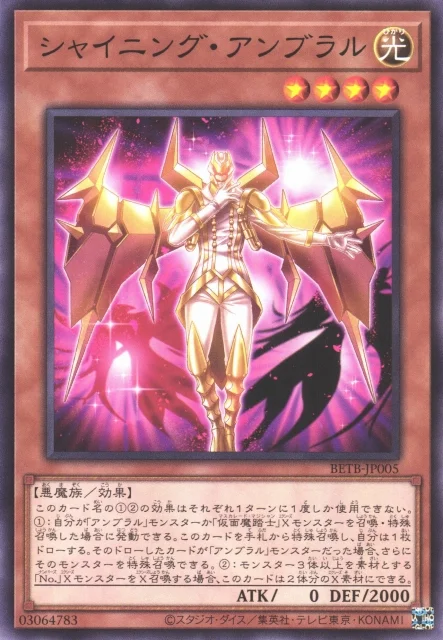 シャイニング・アンブラル
光
BETB-JP005
【悪魔族/効果】
このカード名の①②の効果はそれぞれ1ターンに1度しか使用できない。
①:自分が「アンブラル」モンスターか「仮面魔踏士」Xモンスターを召喚・特殊
召喚した場合に発動できる。このカードを手札から特殊召喚し、自分は1枚
ドローする。そのドローしたカードが「アンブラル」モンスターだった場合、さらに
そのモンスターを特殊召喚できる。②:モンスター3体以上を素材とする
「No.」XモンスターをX召喚する場合、このカードは2体分のX素材にできる。
ATK/ 0 DEF/2000
03064783
©スタジオ・ダイス/集英社・テレビ東京・KONAMI